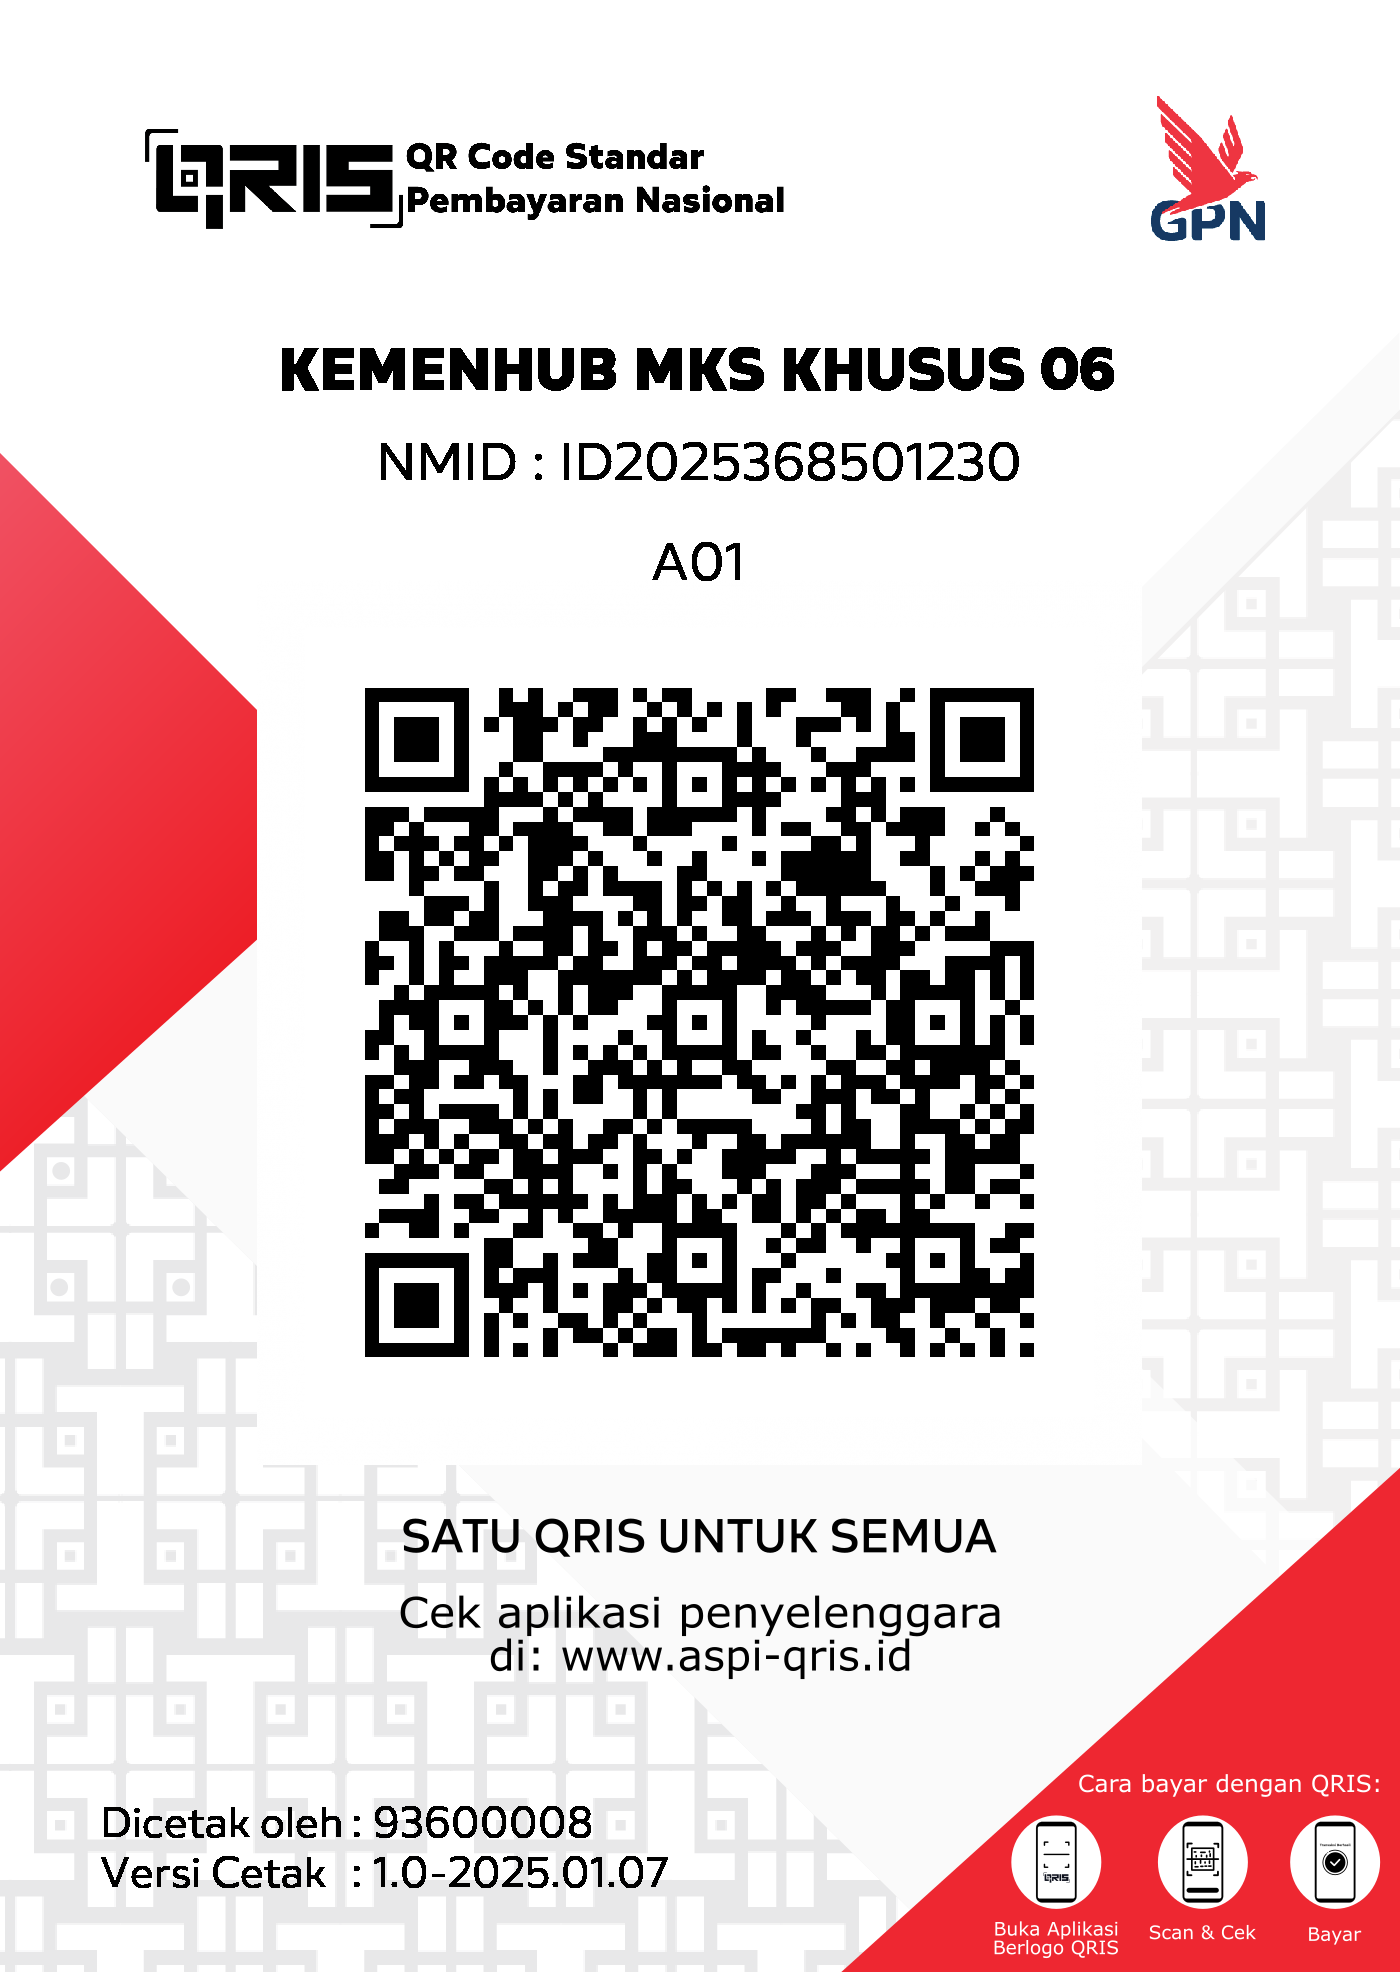 QRIS QR Code Standar
Pembayaran Nasional
GPN
KEMENHUB MKS KHUSUS 06
NMID : ID2025368501230
A01
SATU QRIS UNTUK SEMUA
Cek aplikasi penyelenggara
di: www.aspi-qris.id
Dicetak oleh : 93600008
Versi Cetak : 1.0-2025.01.07
Cara bayar dengan QRIS:
QRIS
Buka Aplikasi
Berlogo QRIS
Scan & Cek
Bayar